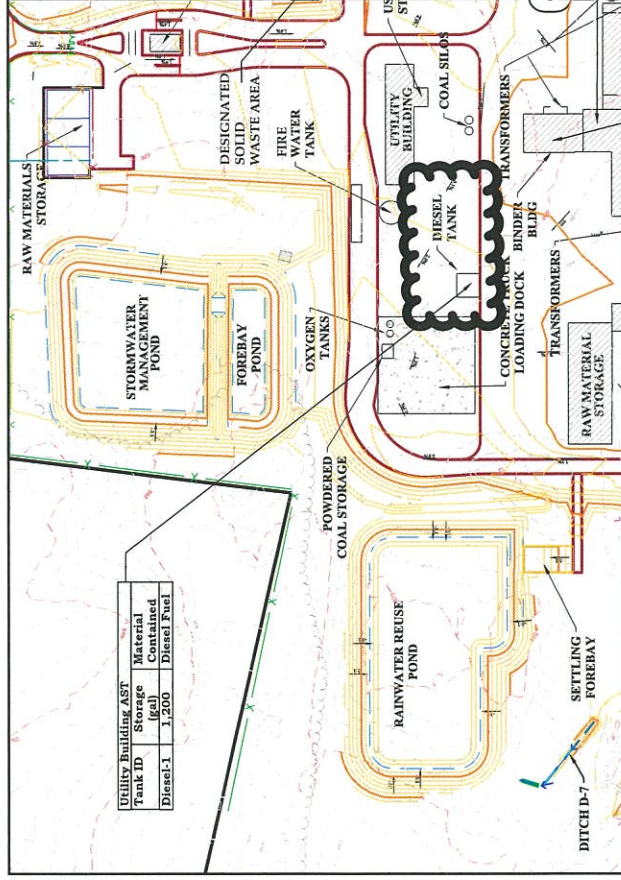 RAW MATERIALS
STORAGE
DESIGNATED
SOLID
WASTE AREA
FIRE
WATER
TANK
UTILITY
BUILDING
COAL SILOS
STORMWATER
MANAGEMENT
POND
FOREBAY
POND
OXYGEN
TANKS
DIESEL
TANK
TRANSFORMERS
BINDER
BLDG
CONCRETE TRUCK
LOADING DOCK
TRANSFORMERS
RAW MATERIAL
STORAGE
POWDERED
COAL STORAGE
Utility Building AST
Tank ID Storage (gal) Material Contained
Diesel-1 1,200 Diesel Fuel
RAINWATER REUSE
POND
SETTLING
FOREBAY
DITCH D-7